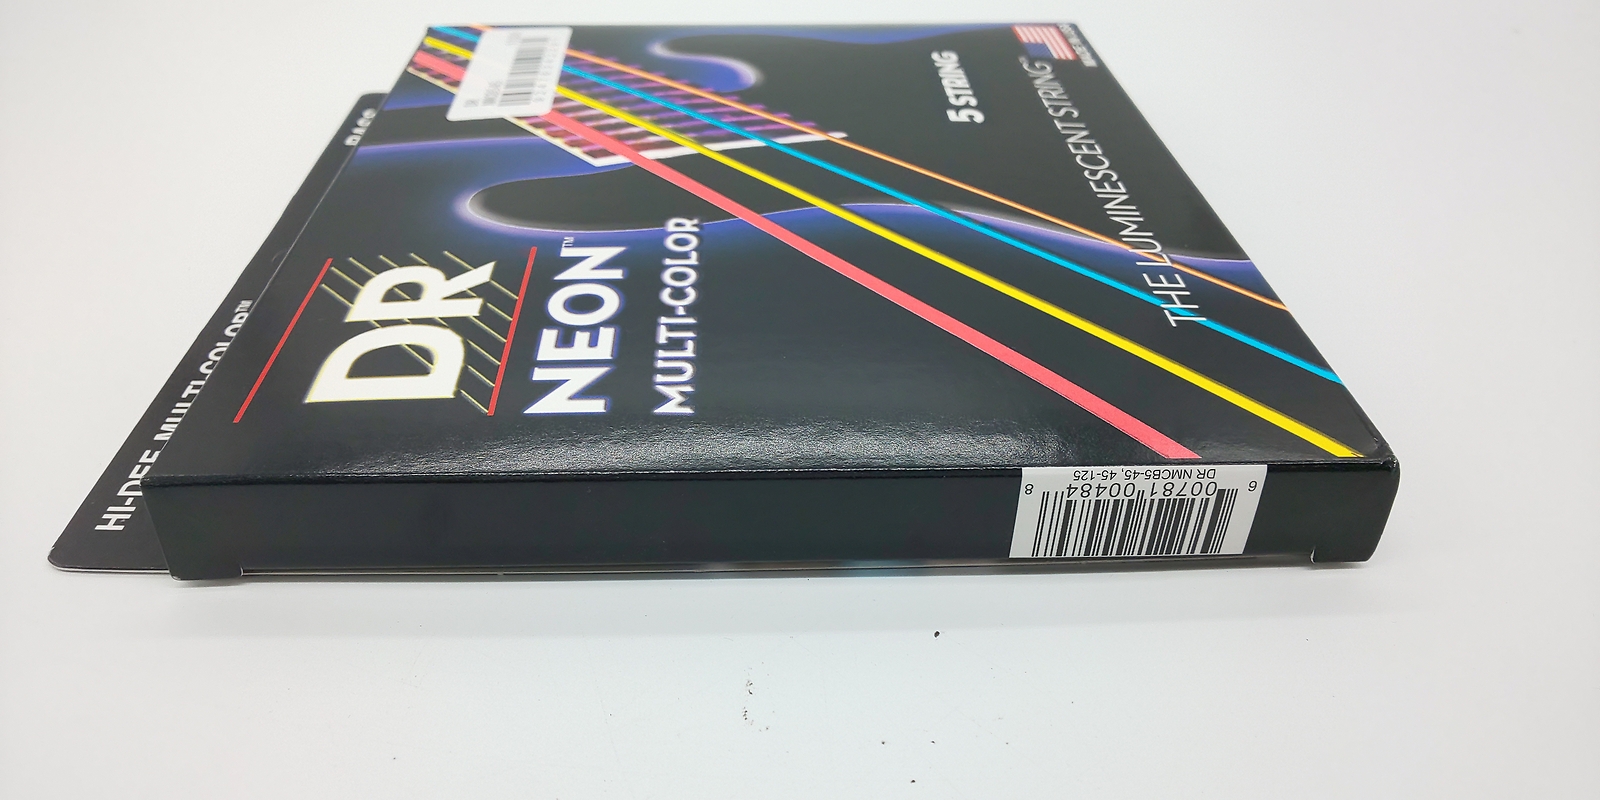 DR
NEON™
MULTI-COLOR
5 STRING
THE LUMINESCENT STRING™
HI-DEF MULTI-COLOR™
BASS
DR NMCB5-45, 45-125
6 00781 00484 8